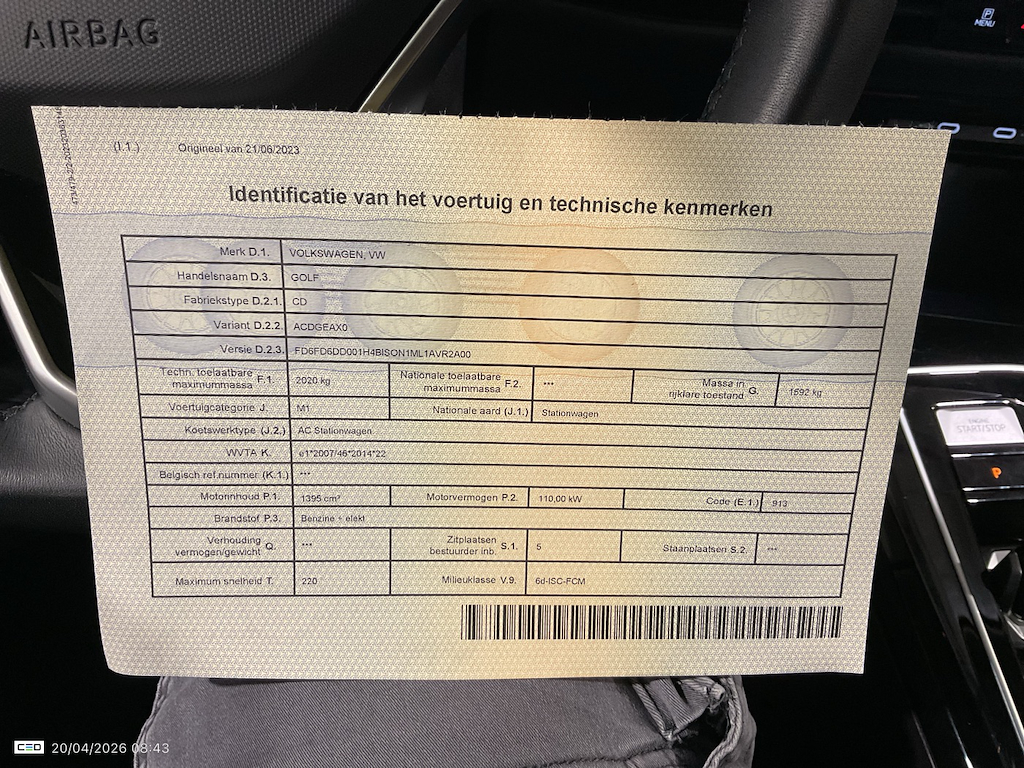 AIRBAG
P
MENU
(I.1.) Origineel van 21/06/2023
Identificatie van het voertuig en technische kenmerken
Merk D.1. VOLKSWAGEN, VW
Handelsnaam D.3. GOLF
Fabriekstype D.2.1. CD
Variant D.2.2. ACDGEAX0
Versie D.2.3. FD6FD6DD001H4BISON1ML1AVR2A00
Techn. toelaatbare maximummassa F.1. 2020 kg Nationale toelaatbare maximummassa F.2. *** Massa in rijklare toestand G. 1592 kg
Voertuigcategorie J. M1 Nationale aard (J.1.) Stationwagen
Koetswerktype (J.2.) AC Stationwagen
WVTA K. e1*2007/46*2014*22
Belgisch ref.nummer (K.1.) ***
Motorinhoud P.1. 1395 cm³ Motorvermogen P.2. 110,00 kW Code (E.1.) 913
Brandstof P.3. Benzine + elekt
Verhouding vermogen/gewicht Q. *** Zitplaatsen bestuurder inb. S.1. 5 Staanplaatsen S.2. ***
Maximum snelheid T. 220 Milieuklasse V.9. 6d-ISC-FCM
ENGINE
START/STOP
P
CEO 20/04/2026 08:43